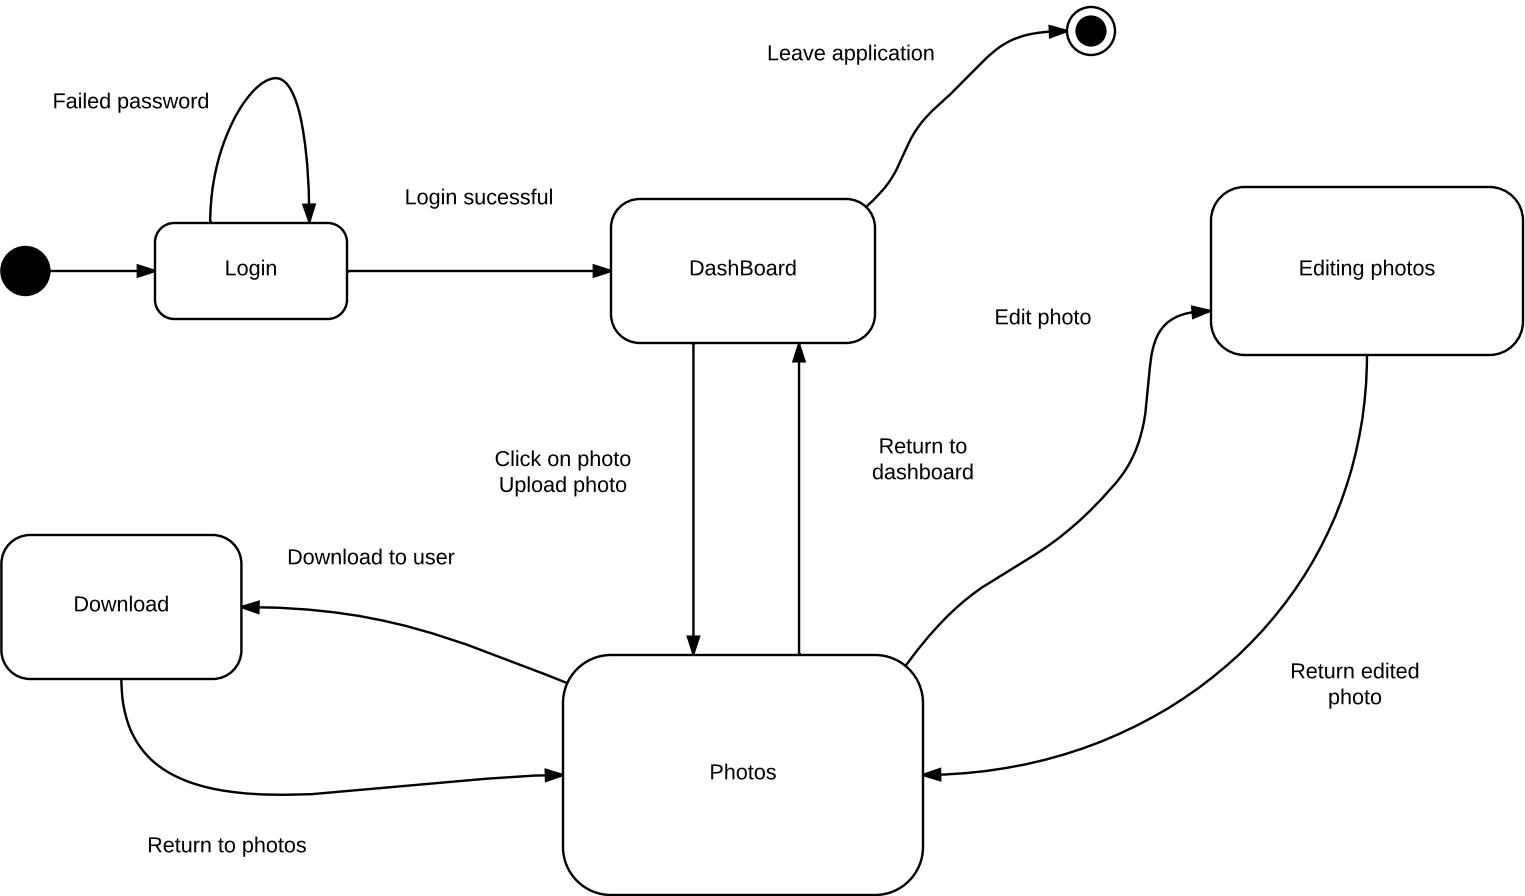 Leave application
Failed password
Login sucessful
Login
DashBoard
Editing photos
Edit photo
Click on photo
Upload photo
Return to
dashboard
Download to user
Download
Return edited
photo
Photos
Return to photos